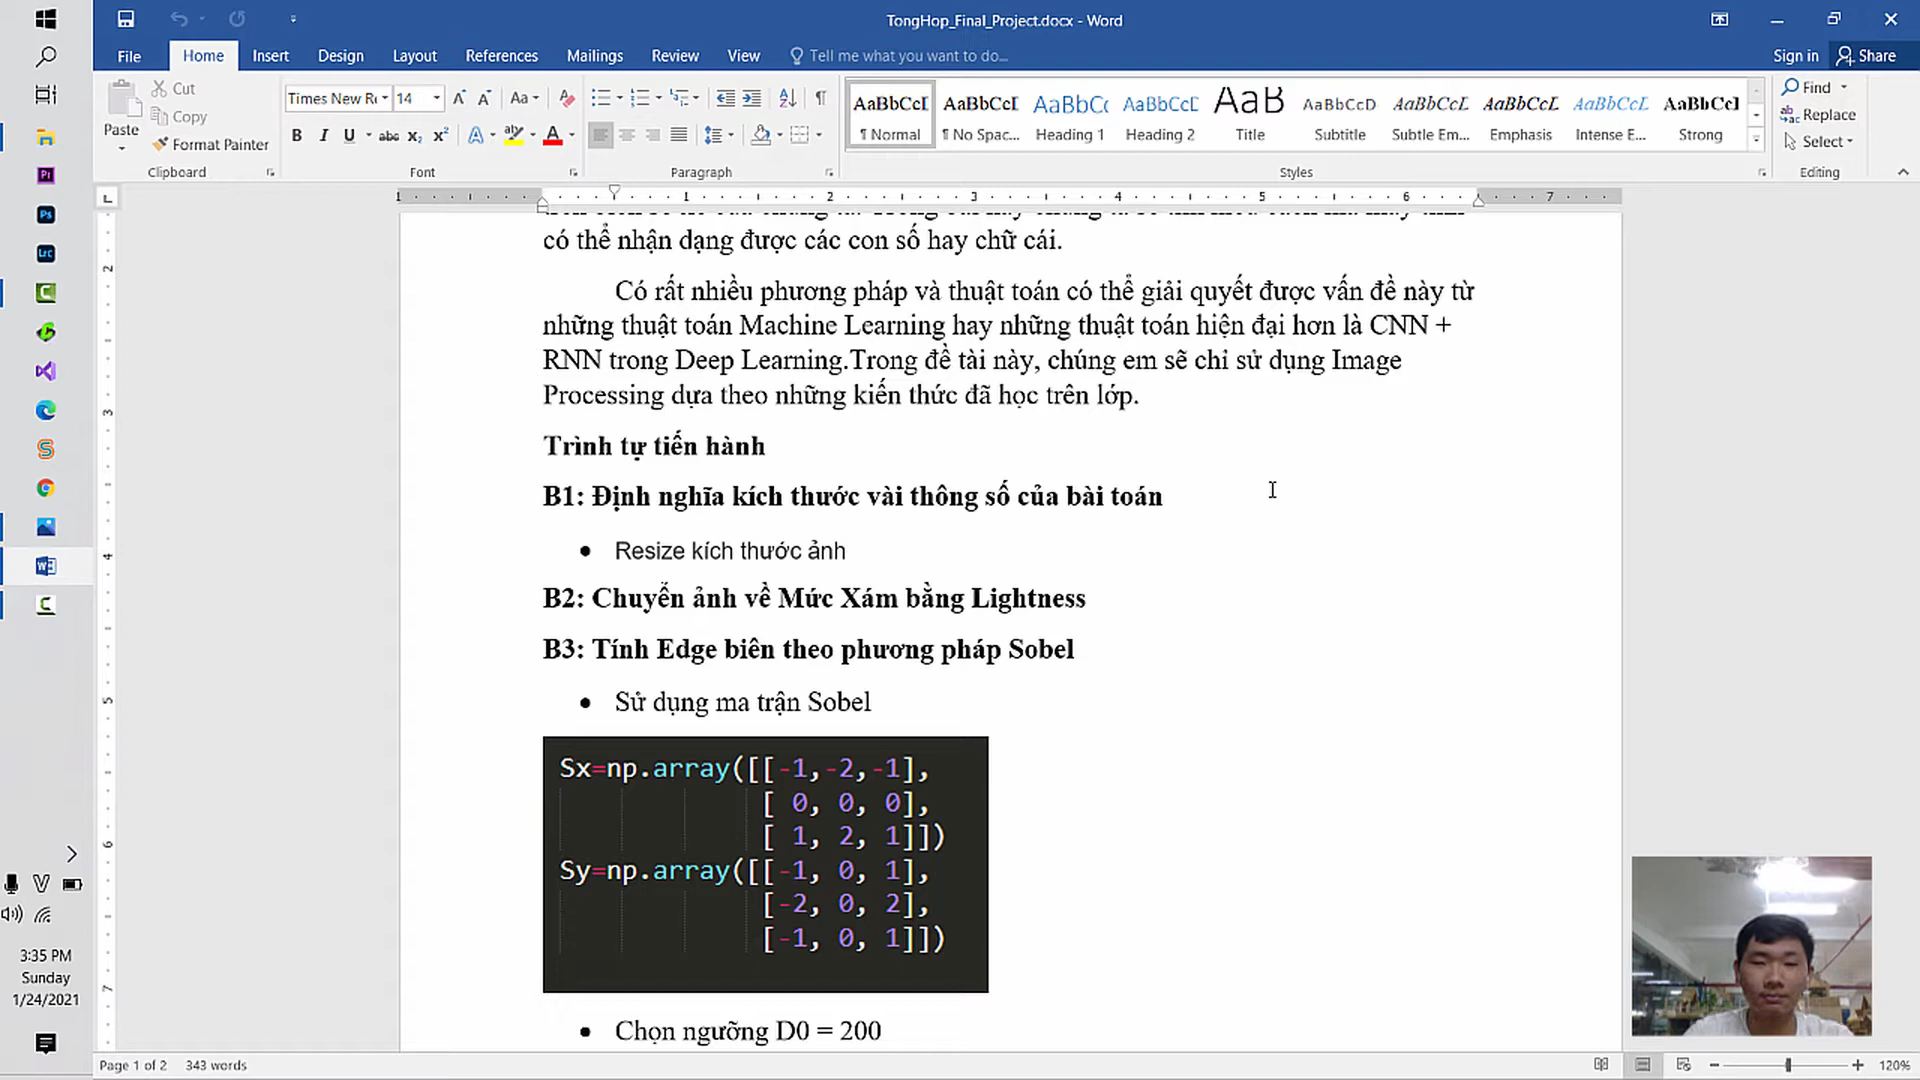 TongHop_Final_Project.docx - Word
File Home Insert Design Layout References Mailings Review View Tell me what you want to do... Sign in Share
Paste
Cut
Copy
Format Painter
Clipboard
Times New Ro 14
Font
Paragraph
AaBbCcI AaBbCcI AaBbCc AaBbCcD AaB AaBbCcD AaBbCcL AaBbCcL AaBbCcL AaBbCcI
¶ Normal ¶ No Spac... Heading 1 Heading 2 Title Subtitle Subtle Em... Emphasis Intense E... Strong
Styles
Find
Replace
Select
Editing
có thể nhận dạng được các con số hay chữ cái.
Có rất nhiều phương pháp và thuật toán có thể giải quyết được vấn đề này từ
những thuật toán Machine Learning hay những thuật toán hiện đại hơn là CNN +
RNN trong Deep Learning.Trong đề tài này, chúng em sẽ chỉ sử dụng Image
Processing dựa theo những kiến thức đã học trên lớp.
Trình tự tiến hành
B1: Định nghĩa kích thước vài thông số của bài toán
• Resize kích thước ảnh
B2: Chuyển ảnh về Mức Xám bằng Lightness
B3: Tính Edge biên theo phương pháp Sobel
• Sử dụng ma trận Sobel
Sx=np.array([[-1,-2,-1],
[ 0, 0, 0],
[ 1, 2, 1]])
Sy=np.array([[-1, 0, 1],
[-2, 0, 2],
[-1, 0, 1]])
• Chọn ngưỡng D0 = 200
3:35 PM
Sunday
1/24/2021
Page 1 of 2 343 words
120%